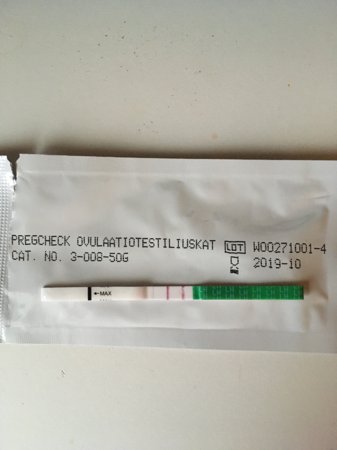 PREGCHECK OVULAATIOTESTILIUSKAT LOT W00271001-4
CAT. NO. 3-008-50G 2019-10
←MAX